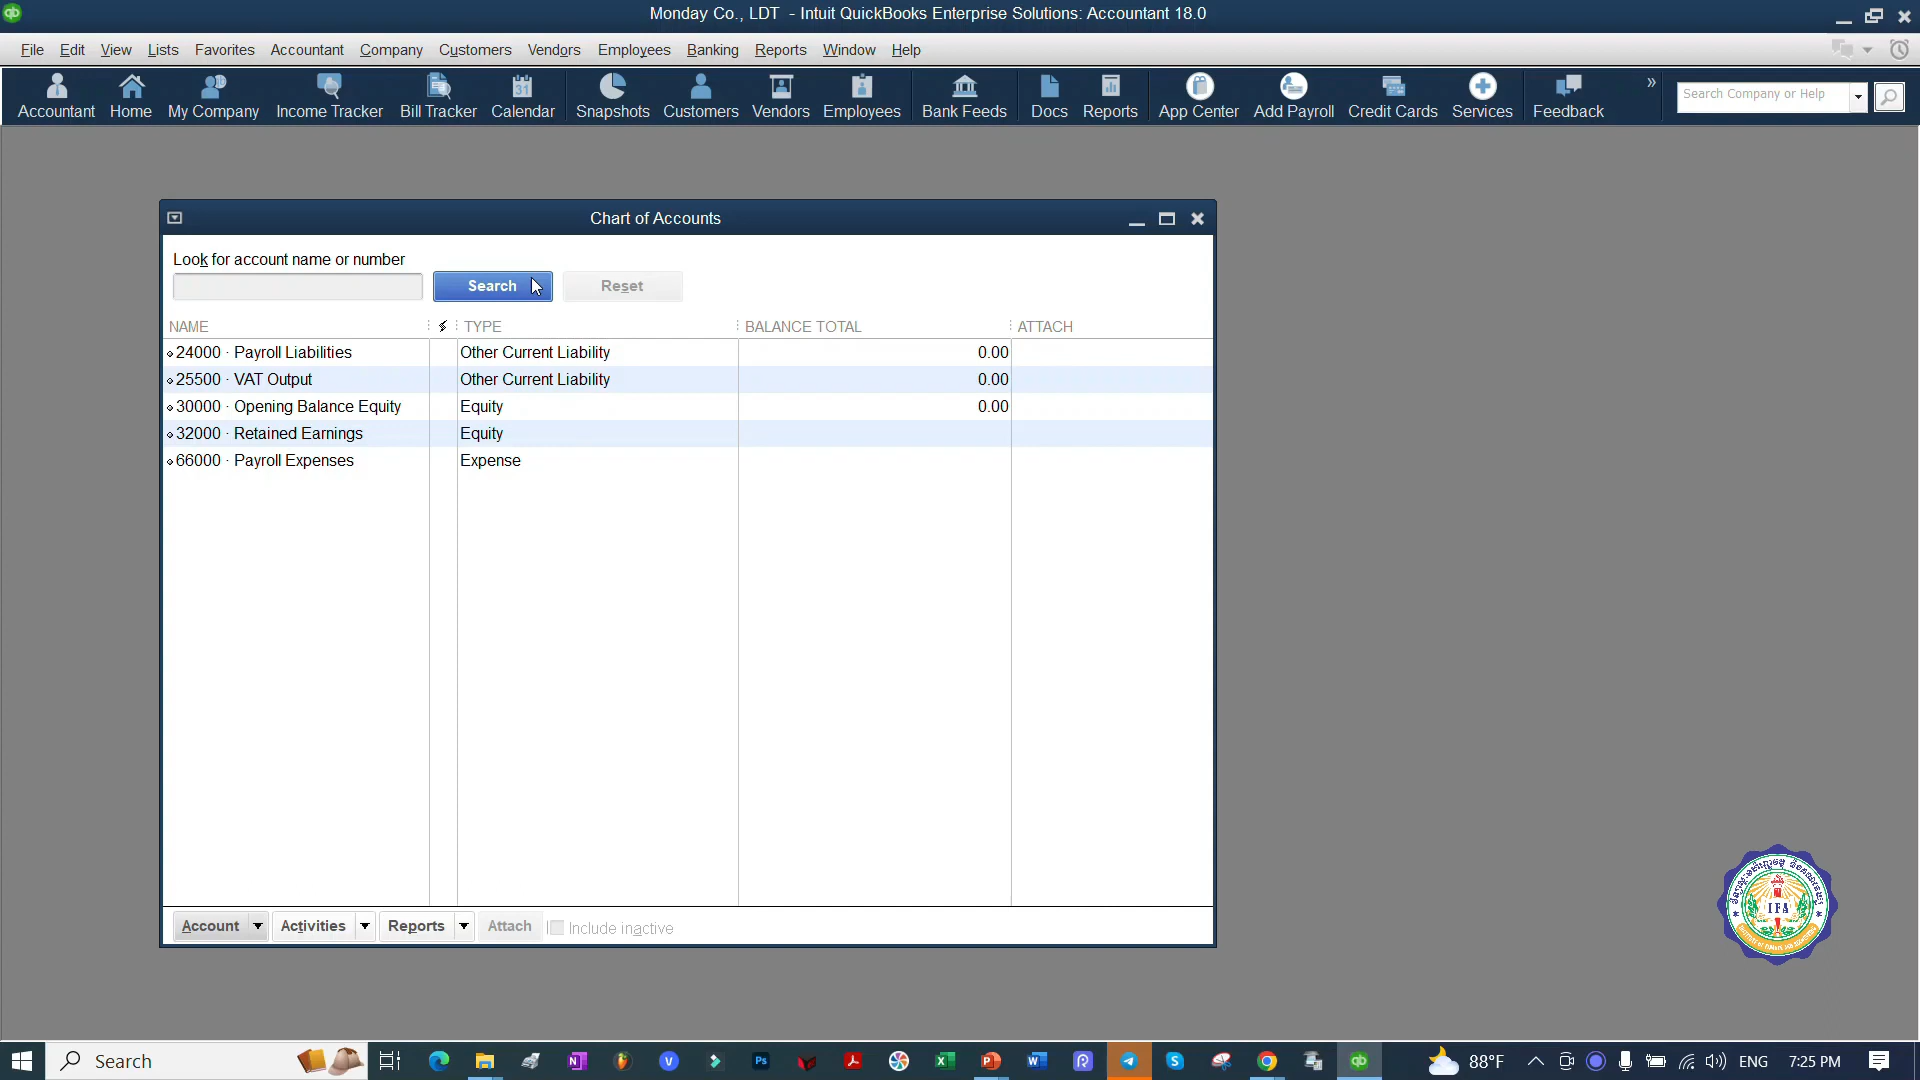 Monday Co., LDT - Intuit QuickBooks Enterprise Solutions: Accountant 18.0
File Edit View Lists Favorites Accountant Company Customers Vendors Employees Banking Reports Window Help
Accountant Home My Company Income Tracker Bill Tracker Calendar Snapshots Customers Vendors Employees Bank Feeds Docs Reports App Center Add Payroll Credit Cards Services Feedback » Search Company or Help
Chart of Accounts
Look for account name or number
Search Reset
NAME TYPE BALANCE TOTAL ATTACH
24000 · Payroll Liabilities Other Current Liability 0.00
25500 · VAT Output Other Current Liability 0.00
30000 · Opening Balance Equity Equity 0.00
32000 · Retained Earnings Equity
66000 · Payroll Expenses Expense
Account Activities Reports Attach Include inactive
IFA
Search 88°F ENG 7:25 PM